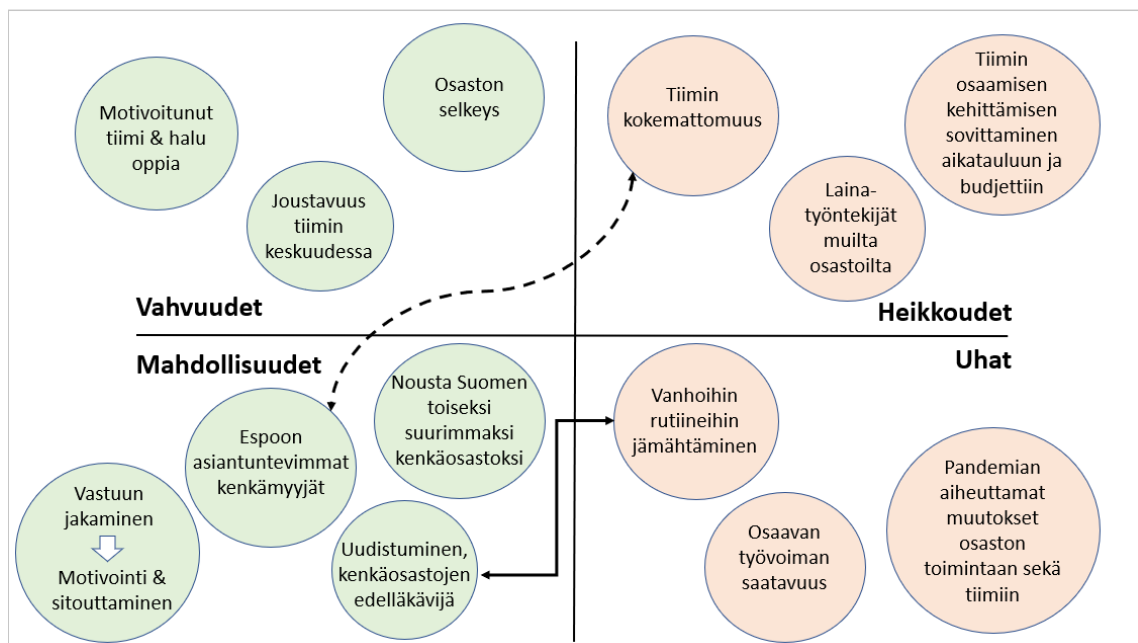 Motivoitunut
tiimi & halu
oppia
Osaston
selkeys
Joustavuus
tiimin
keskuudessa
Vahvuudet
Tiimin
kokemattomuus
Tiimin
osaamisen
kehittämisen
sovittaminen
aikatauluun ja
budjettiin
Laina-
työntekijät
muilta
osastoilta
Heikkoudet
Mahdollisuudet
Nousta Suomen
toiseksi
suurimmaksi
kenkäosastoksi
Espoon
asiantuntevimmat
kenkämyyjät
Vastuun
jakaminen
Motivointi &
sitouttaminen
Uudistuminen,
kenkäosastojen
edelläkävijä
Uhat
Vanhoihin
rutiineihin
jämähtäminen
Osaavan
työvoiman
saatavuus
Pandemian
aiheuttamat
muutokset
osaston
toimintaan sekä
tiimiin